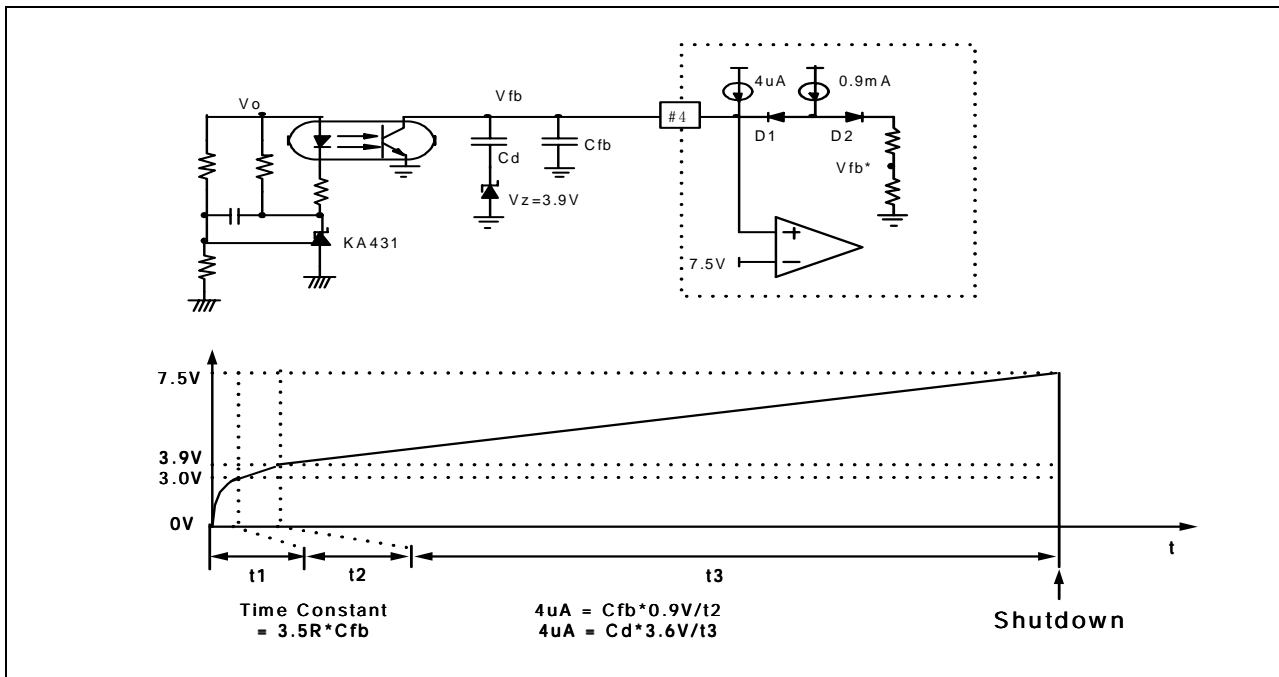 4uA 0.9mA
Vo Vfb #4
D1 D2
Cd Cfb
Vfb*
Vz=3.9V
KA431
+
7.5V −
7.5V
3.9V
3.0V
0V
t
t1 t2 t3
Time Constant
= 3.5R*Cfb
4uA = Cfb*0.9V/t2
4uA = Cd*3.6V/t3
Shutdown